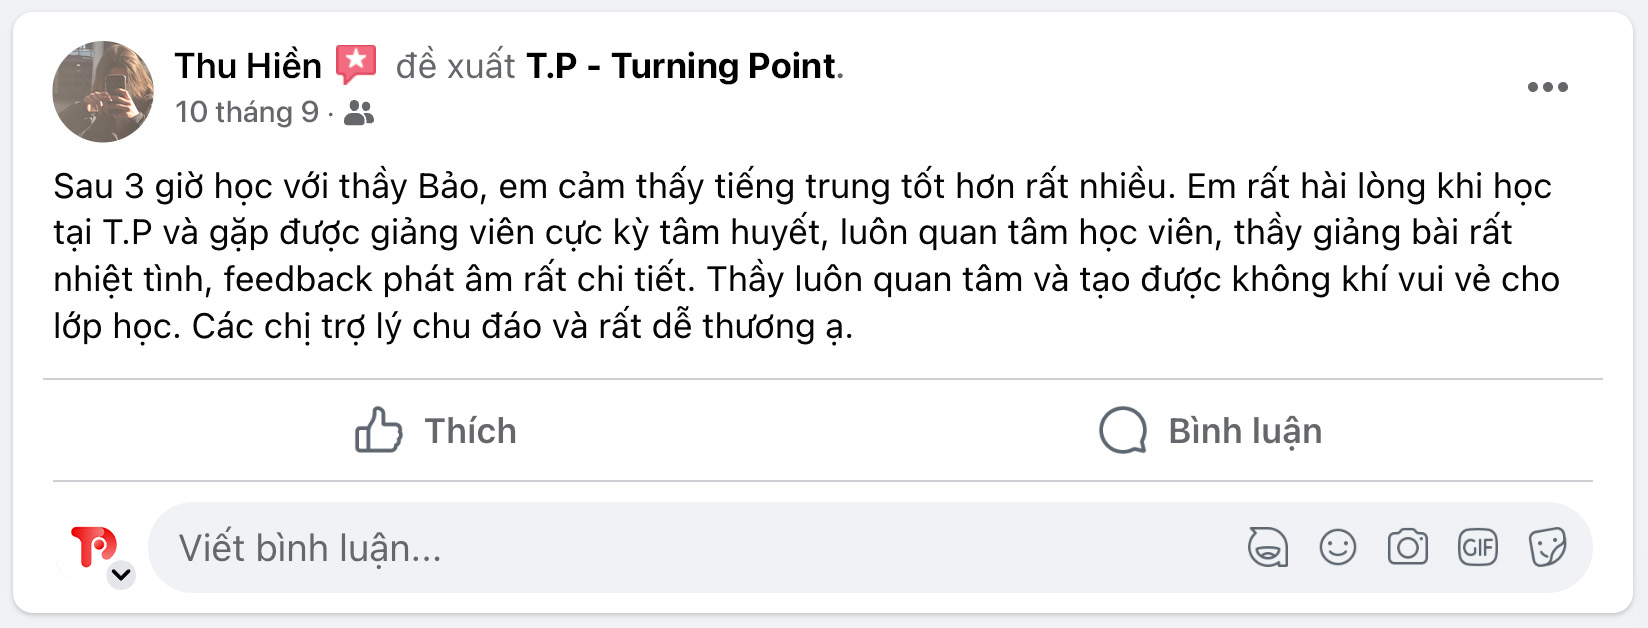 Thu Hiền đề xuất T.P - Turning Point.
10 tháng 9 ·
Sau 3 giờ học với thầy Bảo, em cảm thấy tiếng trung tốt hơn rất nhiều. Em rất hài lòng khi học
tại T.P và gặp được giảng viên cực kỳ tâm huyết, luôn quan tâm học viên, thầy giảng bài rất
nhiệt tình, feedback phát âm rất chi tiết. Thầy luôn quan tâm và tạo được không khí vui vẻ cho
lớp học. Các chị trợ lý chu đáo và rất dễ thương ạ.
Thích Bình luận
TP Viết bình luận... GIF